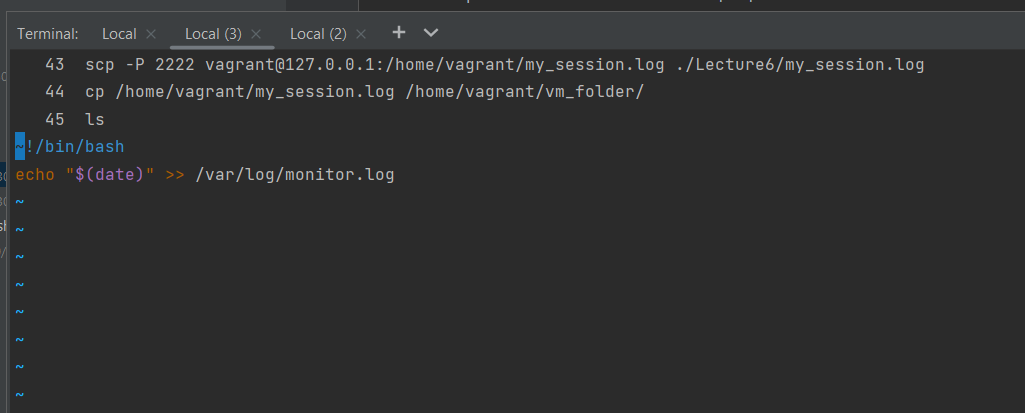 Terminal: Local × Local (3) × Local (2) × + ⌄
43 scp -P 2222 vagrant@127.0.0.1:/home/vagrant/my_session.log ./Lecture6/my_session.log
44 cp /home/vagrant/my_session.log /home/vagrant/vm_folder/
45 ls
~!/bin/bash
echo "$(date)" >> /var/log/monitor.log
~
~
~
~
~
~
~
~